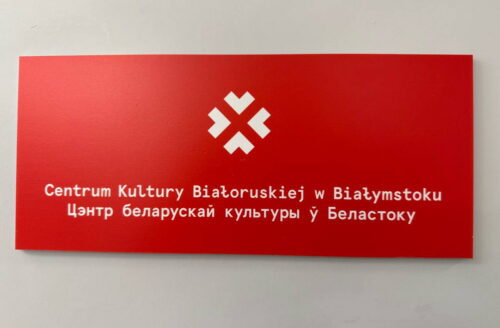 Centrum Kultury Białoruskiej w Białymstoku
Цэнтр беларускай культуры ў Беластоку